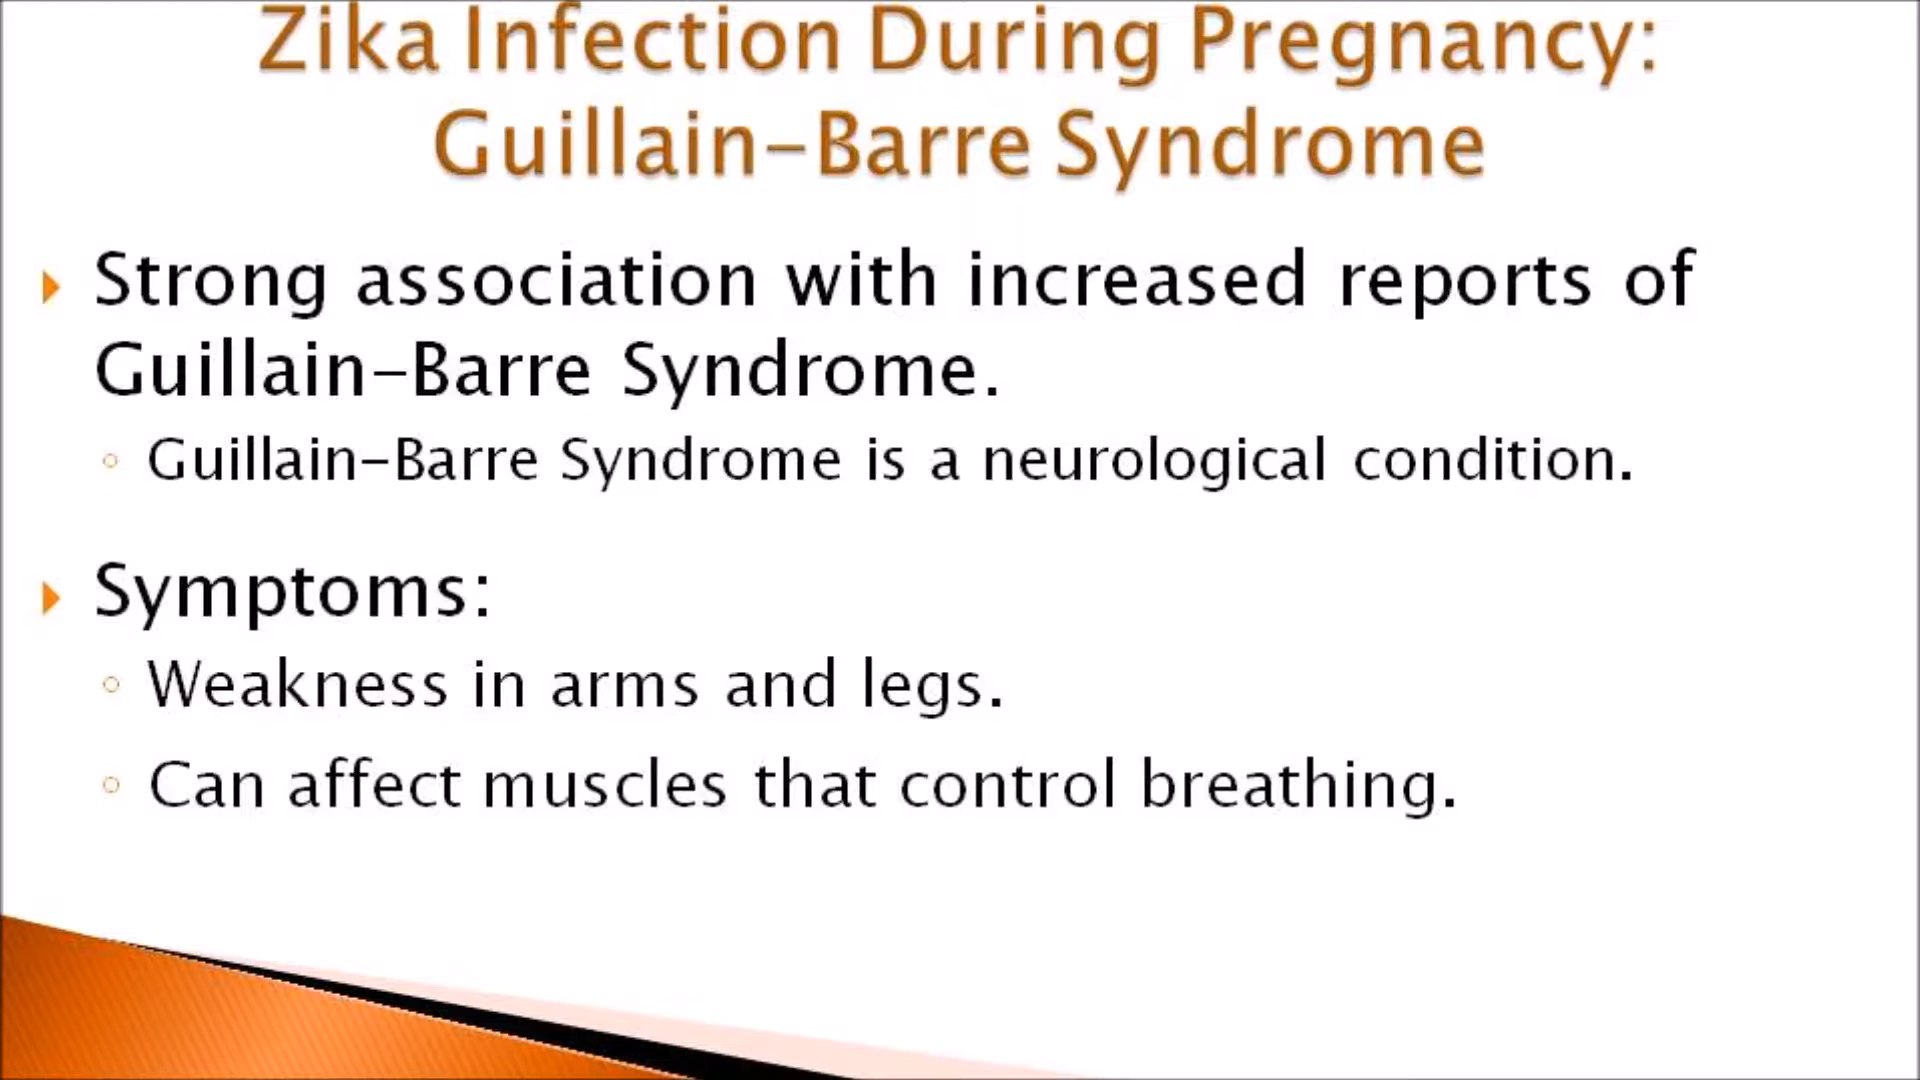 Zika Infection During Pregnancy:
Guillain-Barre Syndrome
Strong association with increased reports of
Guillain-Barre Syndrome.
Guillain-Barre Syndrome is a neurological condition.
Symptoms:
Weakness in arms and legs.
Can affect muscles that control breathing.